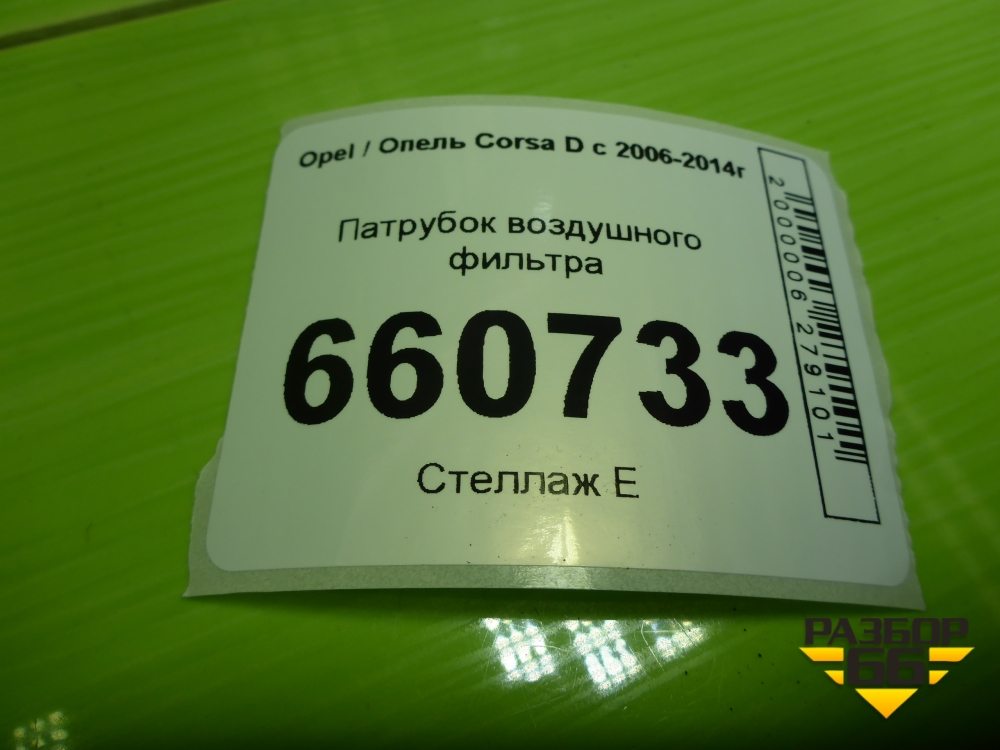 Opel / Опель Corsa D с 2006-2014г
Патрубок воздушного
фильтра
660733
Стеллаж Е
2000006279101
РАЗБОР
66